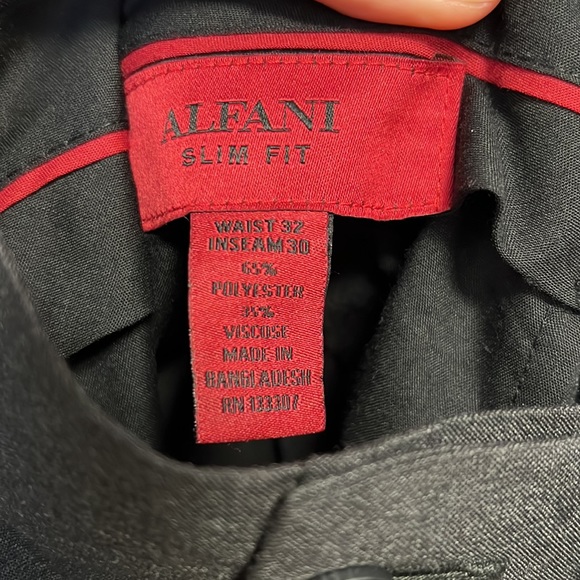 ALFANI
SLIM FIT
WAIST 32
INSEAM 30
65%
POLYESTER
35%
VISCOSE
MADE IN
BANGLADESH
RN 133307